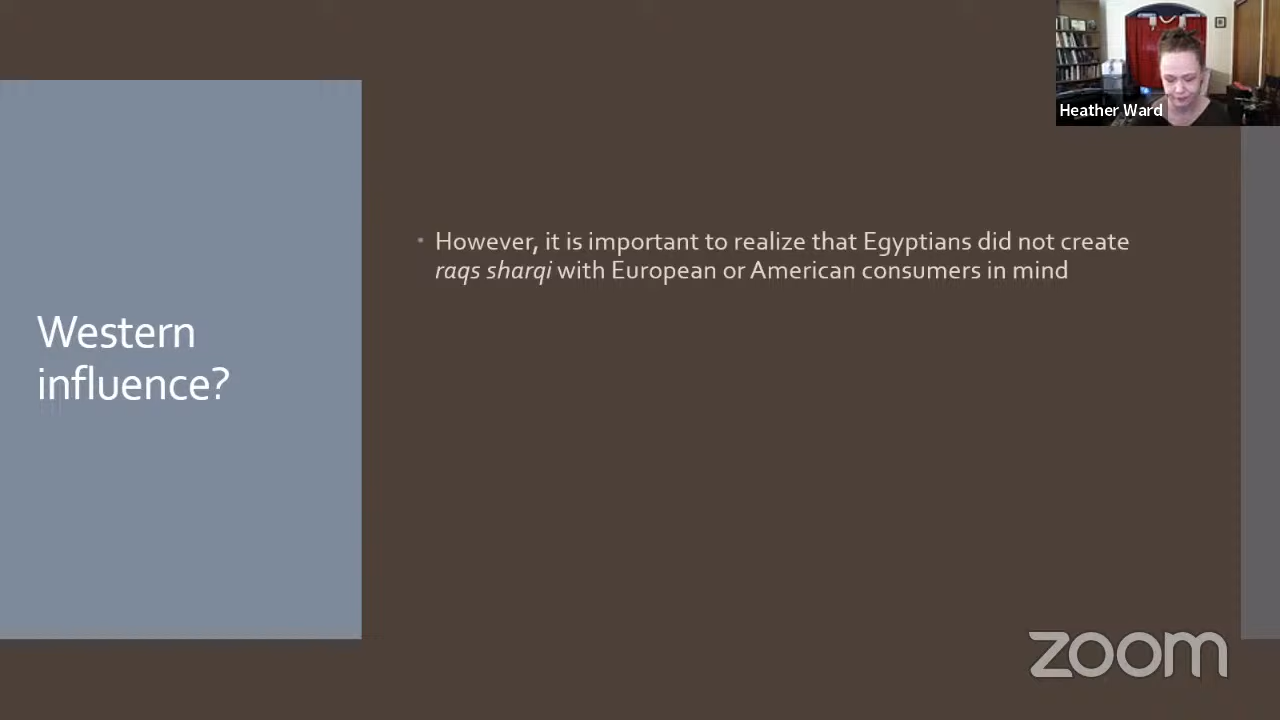 Heather Ward
Western
influence?
However, it is important to realize that Egyptians did not create
raqs sharqi with European or American consumers in mind
zoom